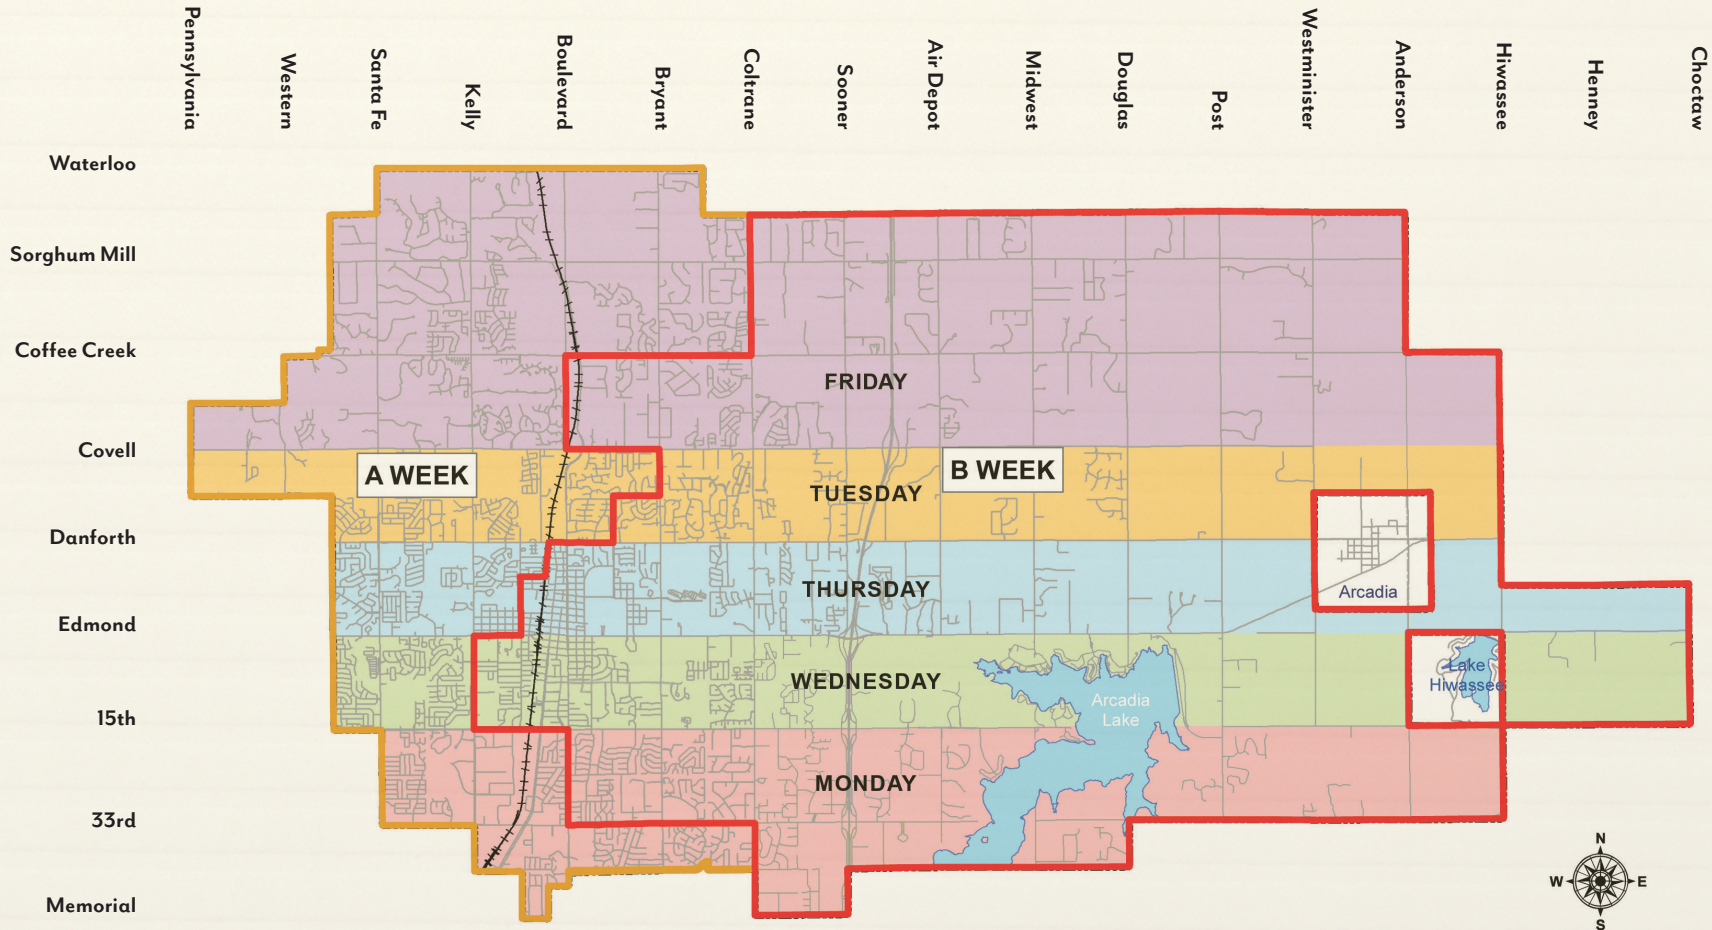 Pennsylvania
Western
Santa Fe
Kelly
Boulevard
Bryant
Coltrane
Sooner
Air Depot
Midwest
Douglas
Post
Westminister
Anderson
Hiwassee
Henney
Choctaw
Waterloo
Sorghum Mill
Coffee Creek
FRIDAY
Covell
A WEEK
B WEEK
TUESDAY
Danforth
THURSDAY
Arcadia
Edmond
WEDNESDAY
Lake
Hiwassee
Arcadia
Lake
15th
MONDAY
33rd
Memorial
N
W
E
S